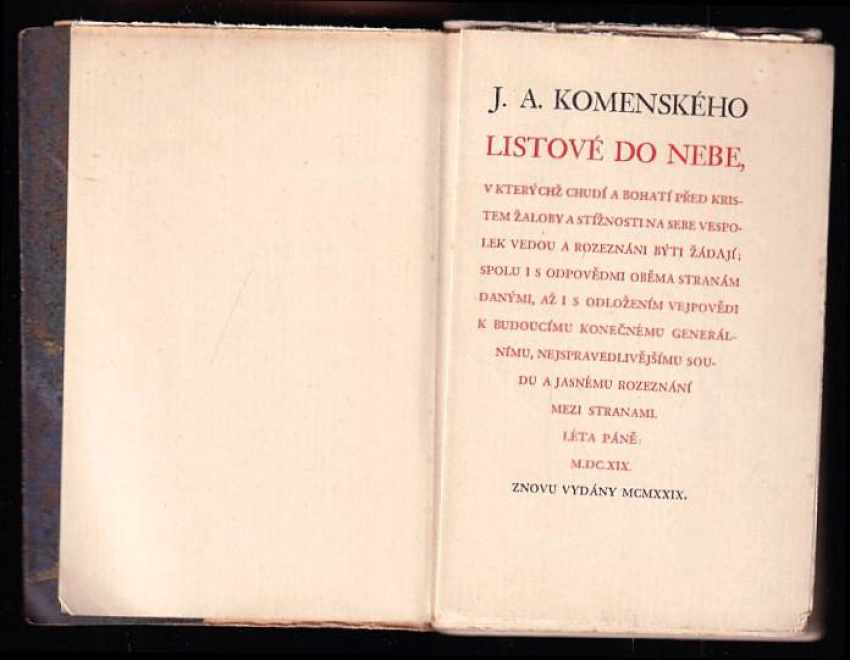 J. A. KOMENSKÉHO
LISTOVÉ DO NEBE,
V KTERÝCHŽ CHUDÍ A BOHATÍ PŘED KRIS-
TEM ŽALOBY A STÍŽNOSTI NA SEBE VESPO-
LEK VEDOU A ROZEZNÁNI BÝTI ŽÁDAJÍ;
SPOLU I S ODPOVĚDMI OBĚMA STRANÁM
DANÝMI, AŽ I S ODLOŽENÍM VEJPOVĚDI
K BUDOUCÍMU KONEČNÉMU GENERÁL-
NÍMU, NEJSPRAVEDLIVĚJŠÍMU SOU-
DU A JASNÉMU ROZEZNÁNÍ
MEZI STRANAMI.
LÉTA PÁNĚ:
M.DC.XIX.
ZNOVU VYDÁNY MCMXXIX.